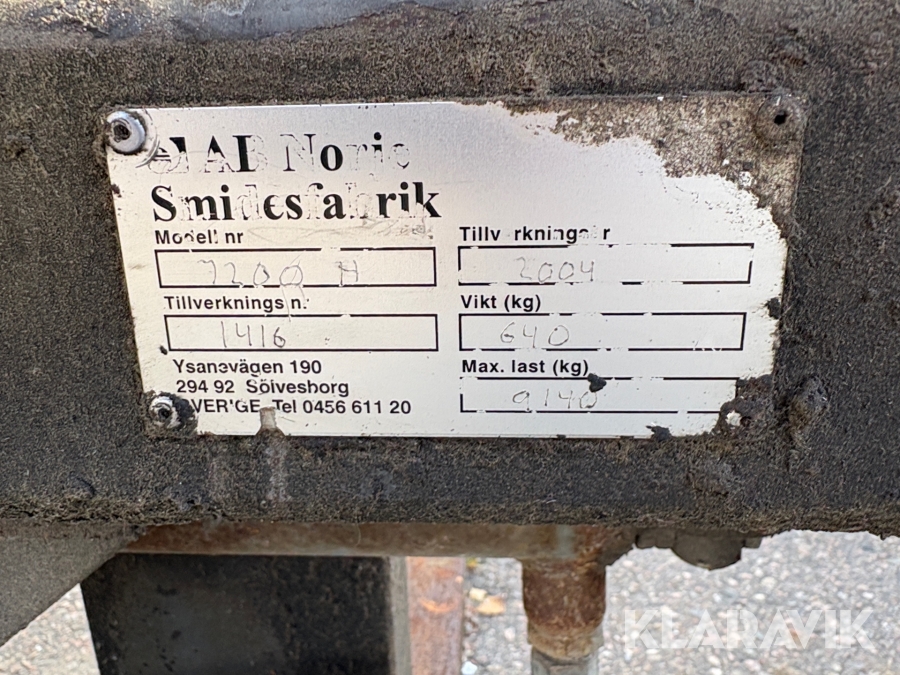 AB Norje
Smidesfabrik
Modell nr
Tillverkningsår
7200 H
2004
Tillverknings nr
Vikt (kg)
1416
640
Ysanevägen 190
Max. last (kg)
294 92 Sölvesborg
9140
SVERIGE Tel 0456 611 20
KLARAVIK